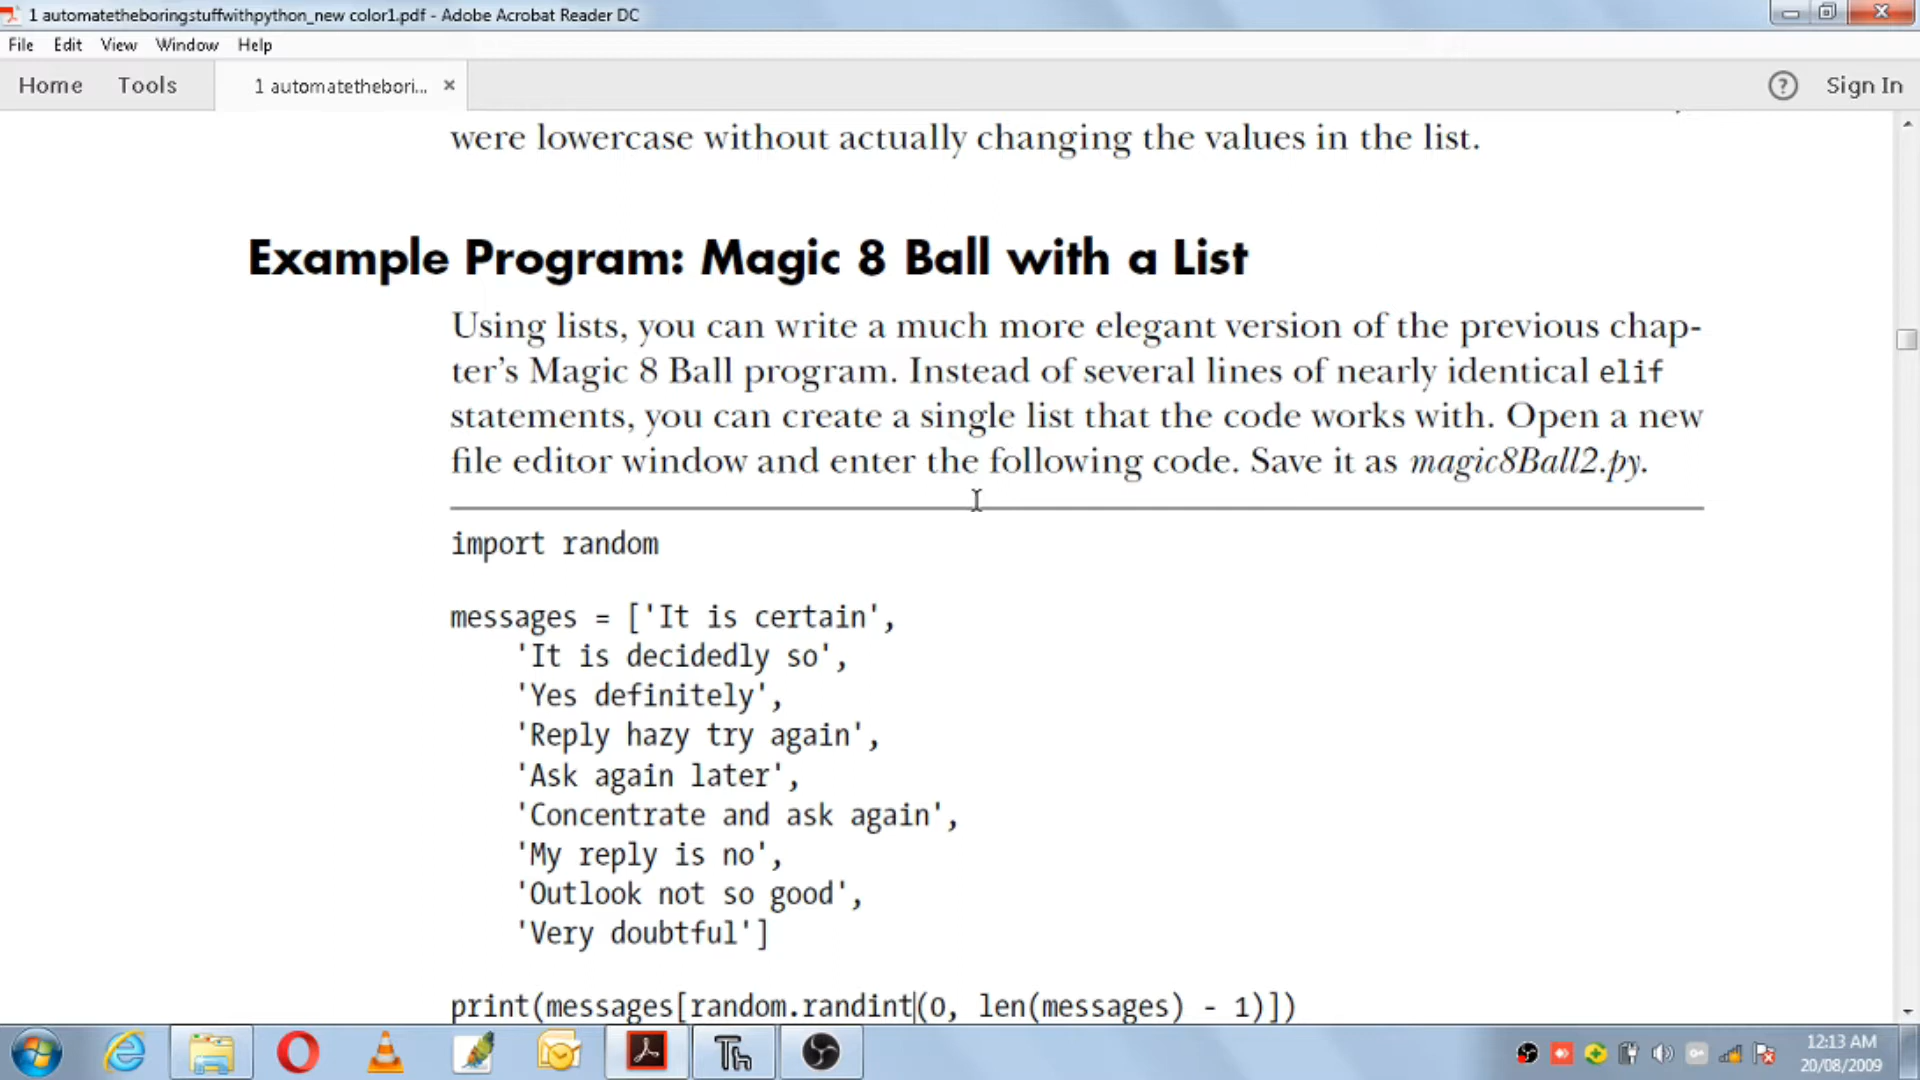 1 automatetheboringstuffwithpython_new color1.pdf - Adobe Acrobat Reader DC
File Edit View Window Help
Home Tools 1 automatethebori... × ? Sign In
were lowercase without actually changing the values in the list.
Example Program: Magic 8 Ball with a List
Using lists, you can write a much more elegant version of the previous chap-
ter’s Magic 8 Ball program. Instead of several lines of nearly identical elif
statements, you can create a single list that the code works with. Open a new
file editor window and enter the following code. Save it as magic8Ball2.py.
import random
messages = ['It is certain',
'It is decidedly so',
'Yes definitely',
'Reply hazy try again',
'Ask again later',
'Concentrate and ask again',
'My reply is no',
'Outlook not so good',
'Very doubtful']
print(messages[random.randint(0, len(messages) - 1)])
Th
12:13 AM
20/08/2009